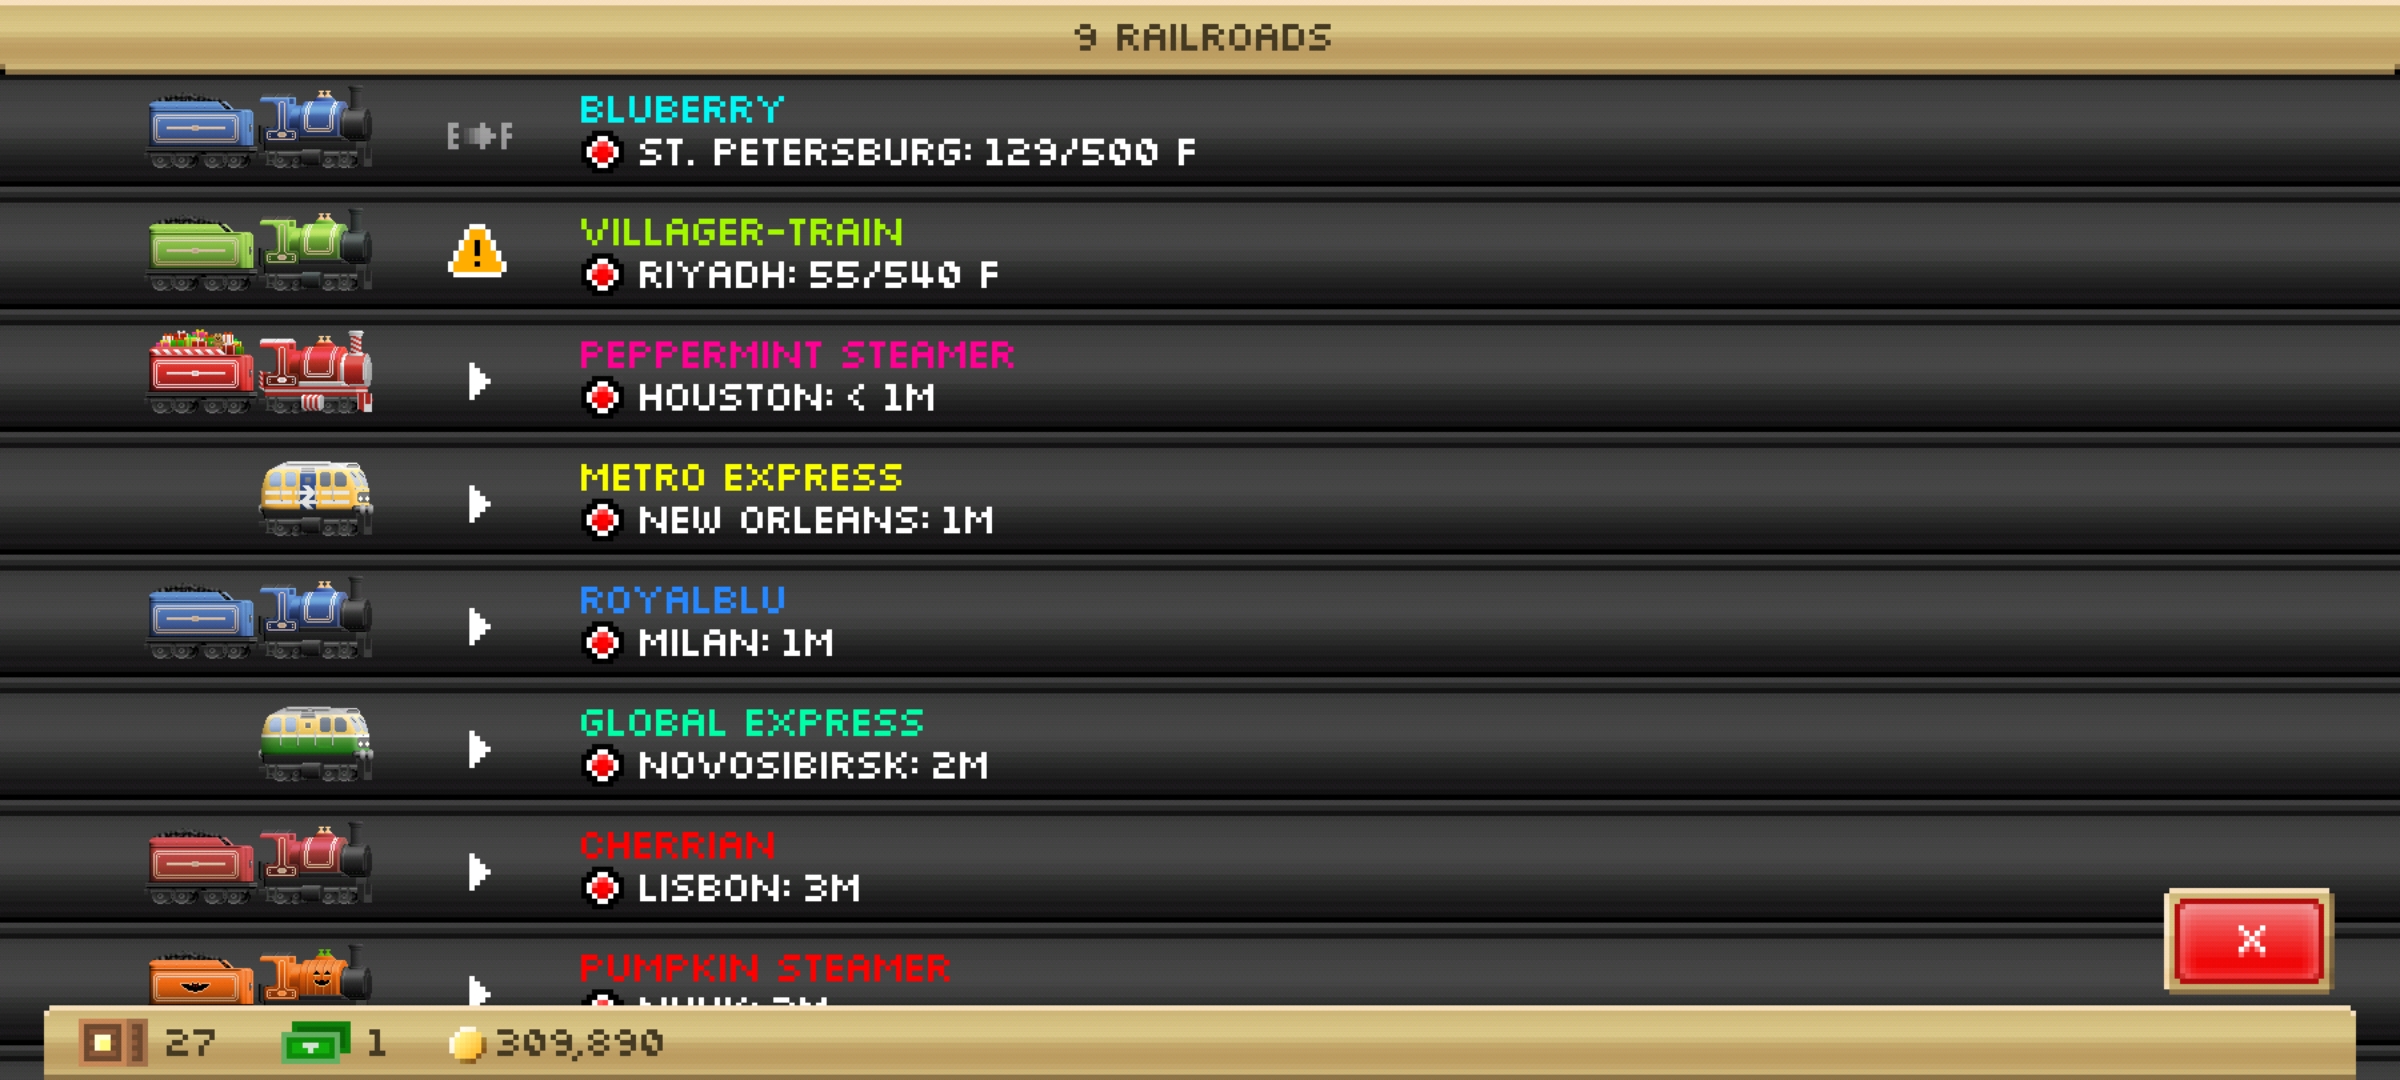 9 RAILROADS
BLUBERRY
E F
ST. PETERSBURG: 129/500 F
VILLAGER-TRAIN
!
RIYADH: 55/540 F
PEPPERMINT STEAMER
HOUSTON: < 1M
METRO EXPRESS
NEW ORLEANS: 1M
ROYALBLU
MILAN: 1M
GLOBAL EXPRESS
NOVOSIBIRSK: 2M
CHERRIAN
LISBON: 3M
X
PUMPKIN STEAMER
27 1 309,890